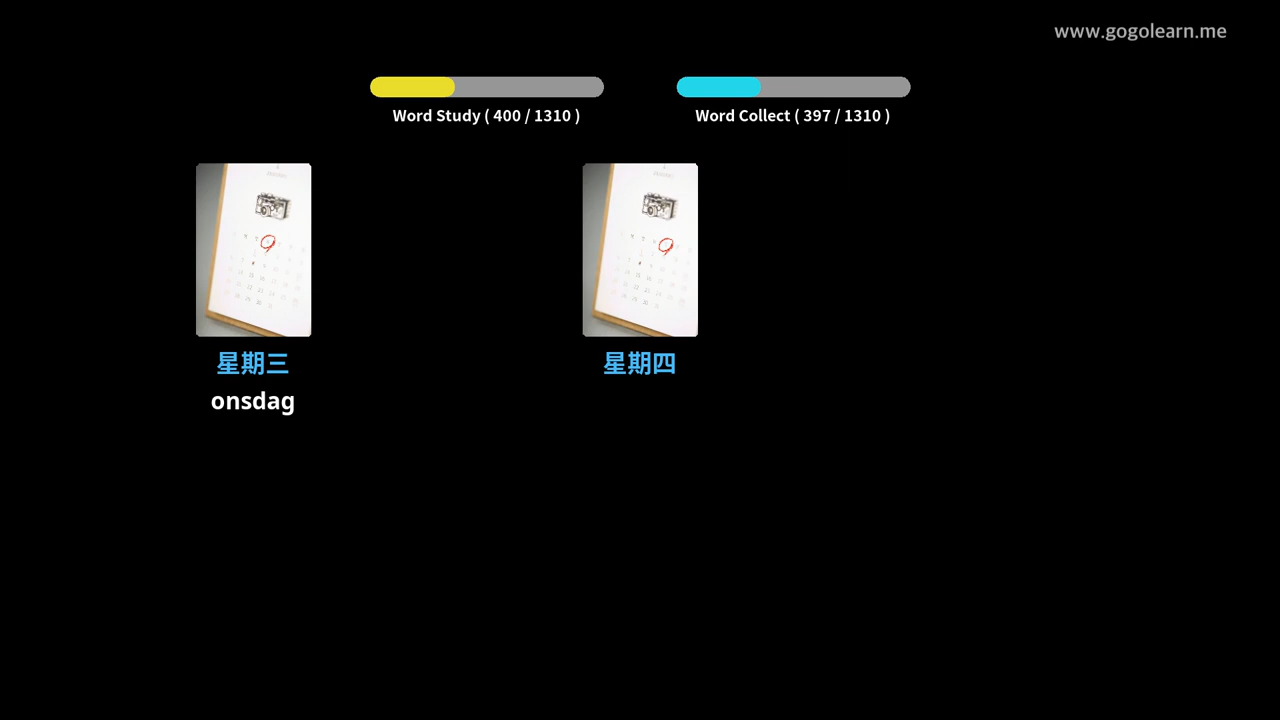 www.gogolearn.me
Word Study ( 400 / 1310 )
Word Collect ( 397 / 1310 )
星期三
星期四
onsdag